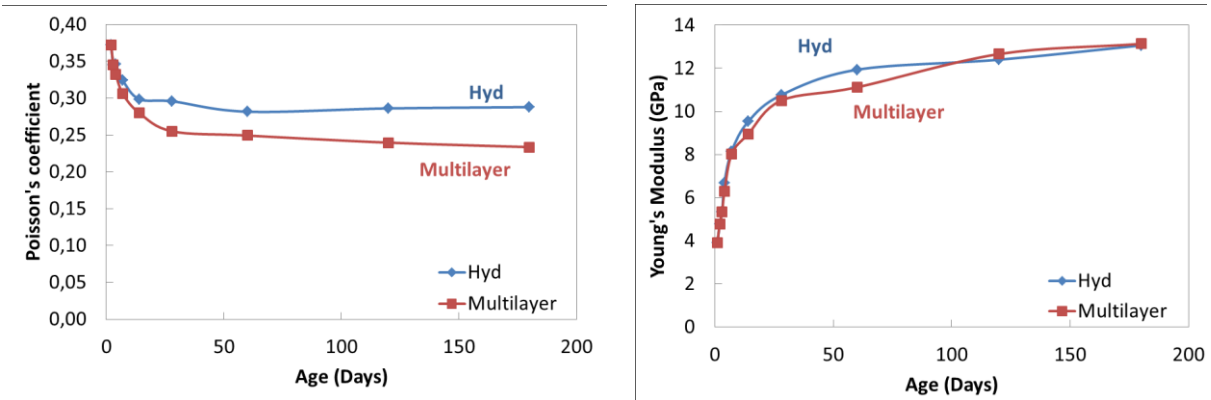 0,40
0,35
0,30
0,25
0,20
0,15
0,10
0,05
0,00
Poisson's coefficient
Hyd
Multilayer
Hyd
Multilayer
0 50 100 150 200
Age (Days)
14
12
10
8
6
4
2
0
Young's Modulus (GPa)
Hyd
Multilayer
Hyd
Multilayer
0 50 100 150 200
Age (Days)